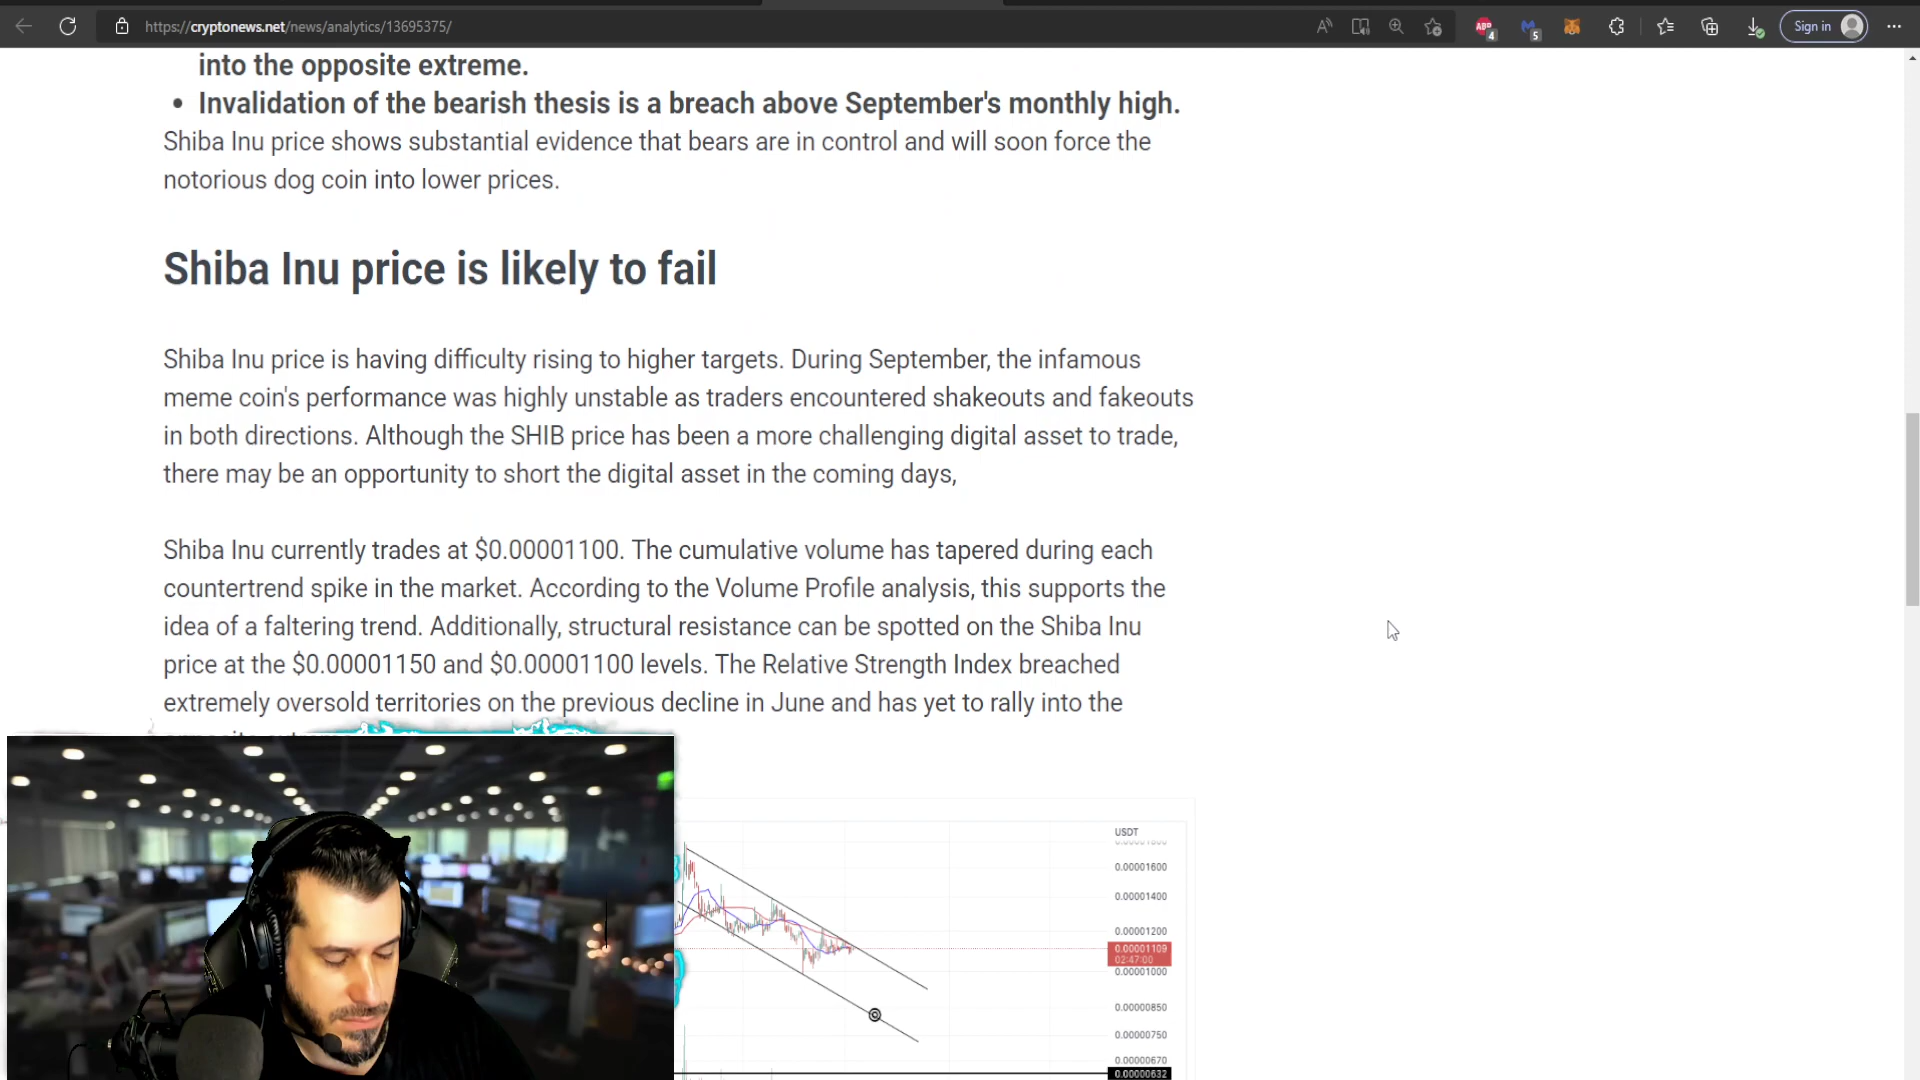 https://cryptonews.net/news/analytics/13695375/
4
5
Sign in
into the opposite extreme.
• Invalidation of the bearish thesis is a breach above September's monthly high.
Shiba Inu price shows substantial evidence that bears are in control and will soon force the
notorious dog coin into lower prices.
Shiba Inu price is likely to fail
Shiba Inu price is having difficulty rising to higher targets. During September, the infamous
meme coin's performance was highly unstable as traders encountered shakeouts and fakeouts
in both directions. Although the SHIB price has been a more challenging digital asset to trade,
there may be an opportunity to short the digital asset in the coming days,
Shiba Inu currently trades at $0.00001100. The cumulative volume has tapered during each
countertrend spike in the market. According to the Volume Profile analysis, this supports the
idea of a faltering trend. Additionally, structural resistance can be spotted on the Shiba Inu
price at the $0.00001150 and $0.00001100 levels. The Relative Strength Index breached
extremely oversold territories on the previous decline in June and has yet to rally into the
USDT
0.00001600
0.00001400
0.00001200
0.00001109
02:47:00
0.00001000
0.00000850
0.00000750
0.00000670
0.00000632